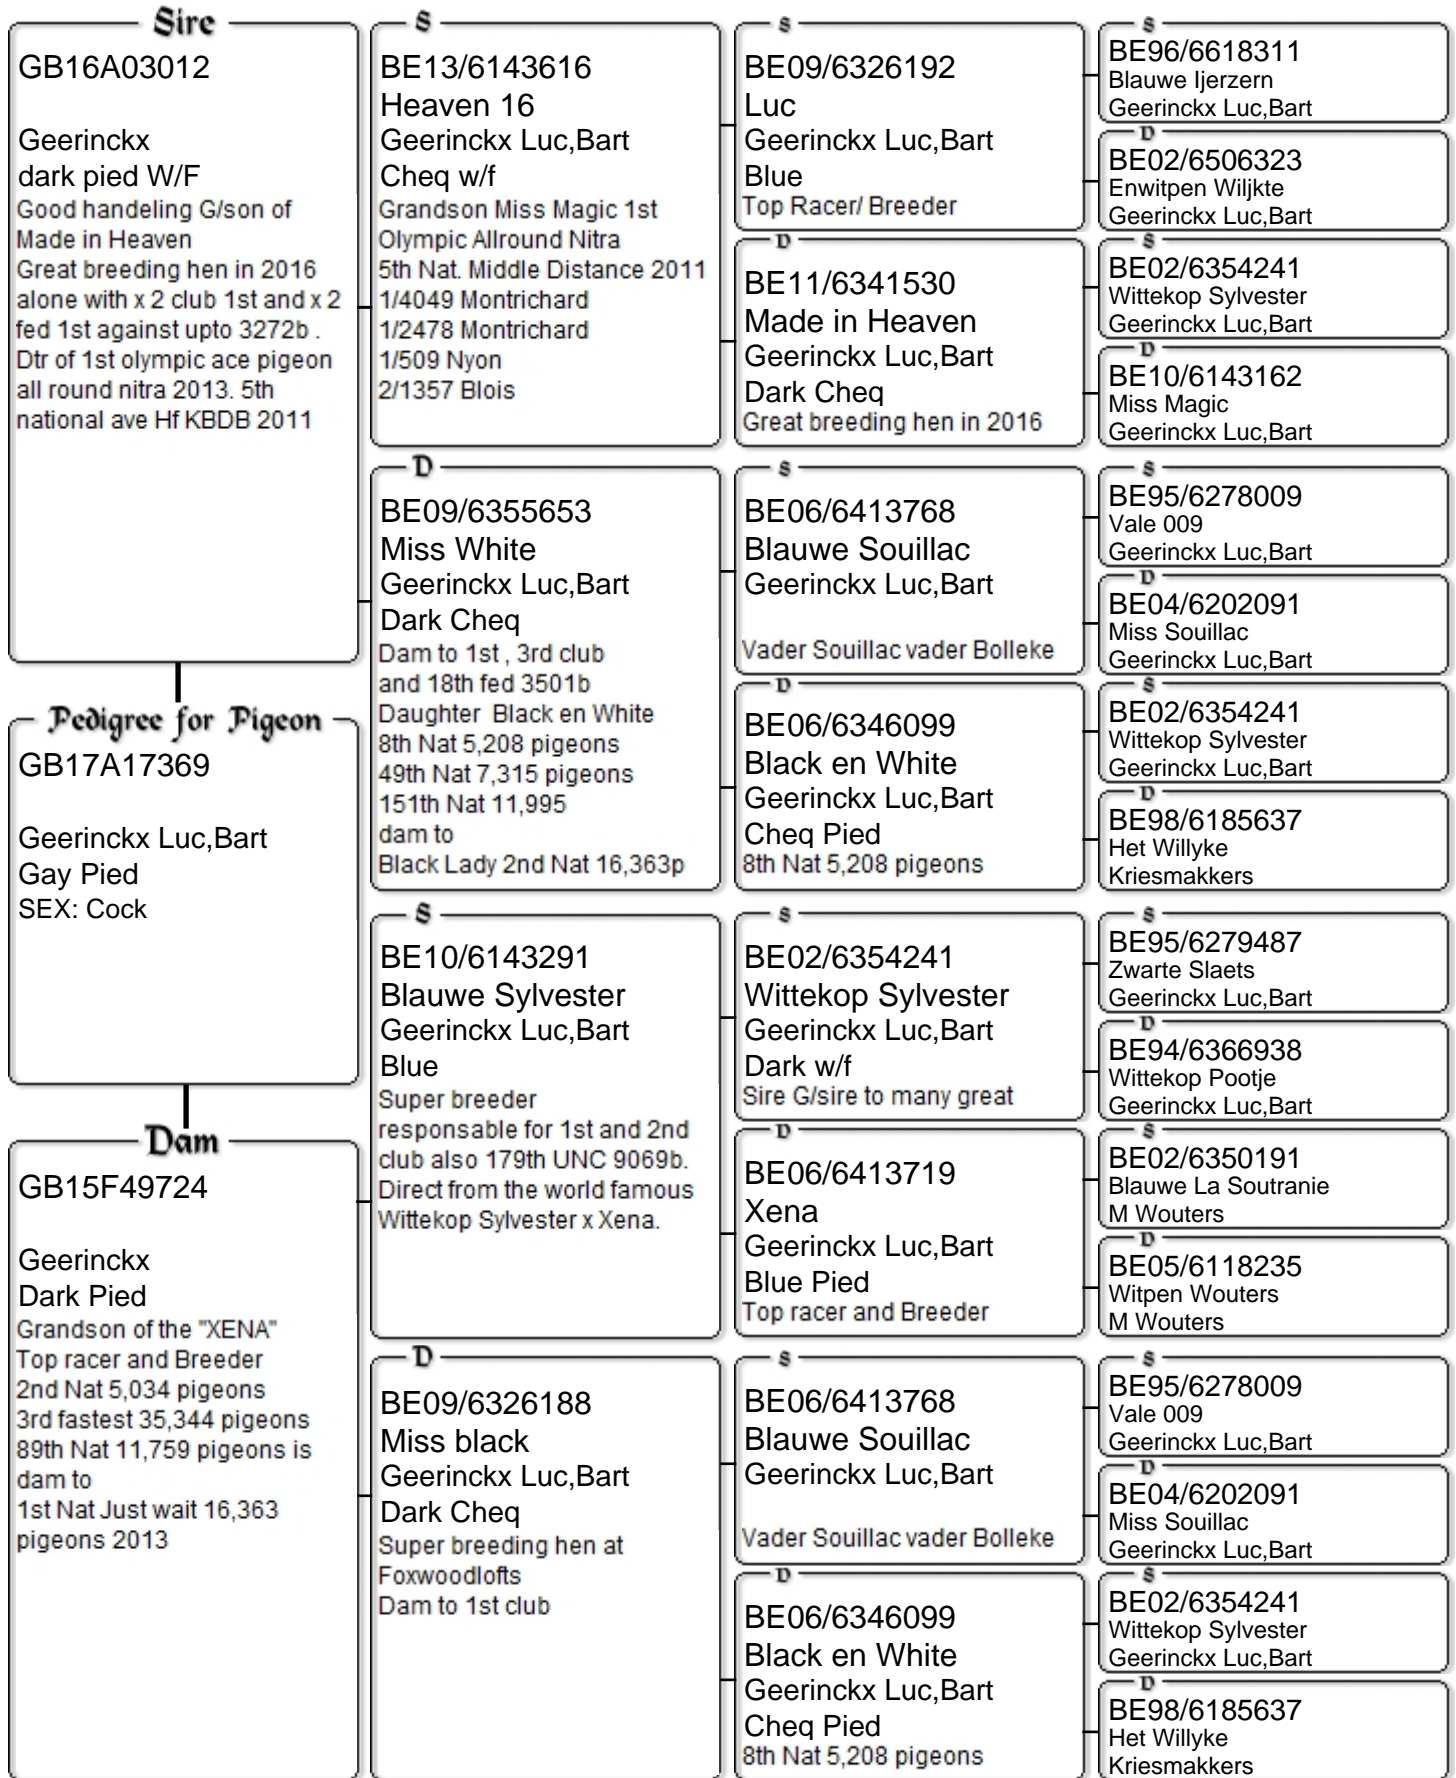 Sire
GB16A03012
Geerinckx
dark pied W/F
Good handeling G/son of
Made in Heaven
Great breeding hen in 2016
alone with x 2 club 1st and x 2
fed 1st against upto 3272b .
Dtr of 1st olympic ace pigeon
all round nitra 2013. 5th
national ave Hf KBDB 2011
Pedigree for Pigeon
GB17A17369
Geerinckx Luc,Bart
Gay Pied
SEX: Cock
Dam
GB15F49724
Geerinckx
Dark Pied
Grandson of the "XENA"
Top racer and Breeder
2nd Nat 5,034 pigeons
3rd fastest 35,344 pigeons
89th Nat 11,759 pigeons is
dam to
1st Nat Just wait 16,363
pigeons 2013
S
BE13/6143616
Heaven 16
Geerinckx Luc,Bart
Cheq w/f
Grandson Miss Magic 1st
Olympic Allround Nitra
5th Nat. Middle Distance 2011
1/4049 Montrichard
1/2478 Montrichard
1/509 Nyon
2/1357 Blois
D
BE09/6355653
Miss White
Geerinckx Luc,Bart
Dark Cheq
Dam to 1st , 3rd club
and 18th fed 3501b
Daughter  Black en White
8th Nat 5,208 pigeons
49th Nat 7,315 pigeons
151th Nat 11,995
dam to
Black Lady 2nd Nat 16,363p
S
BE10/6143291
Blauwe Sylvester
Geerinckx Luc,Bart
Blue
Super breeder
responsable for 1st and 2nd
club also 179th UNC 9069b.
Direct from the world famous
Wittekop Sylvester x Xena.
D
BE09/6326188
Miss black
Geerinckx Luc,Bart
Dark Cheq
Super breeding hen at
Foxwoodlofts
Dam to 1st club
S
BE09/6326192
Luc
Geerinckx Luc,Bart
Blue
Top Racer/ Breeder
D
BE11/6341530
Made in Heaven
Geerinckx Luc,Bart
Dark Cheq
Great breeding hen in 2016
S
BE06/6413768
Blauwe Souillac
Geerinckx Luc,Bart
Vader Souillac vader Bolleke
D
BE06/6346099
Black en White
Geerinckx Luc,Bart
Cheq Pied
8th Nat 5,208 pigeons
S
BE02/6354241
Wittekop Sylvester
Geerinckx Luc,Bart
Dark w/f
Sire G/sire to many great
D
BE06/6413719
Xena
Geerinckx Luc,Bart
Blue Pied
Top racer and Breeder
S
BE06/6413768
Blauwe Souillac
Geerinckx Luc,Bart
Vader Souillac vader Bolleke
D
BE06/6346099
Black en White
Geerinckx Luc,Bart
Cheq Pied
8th Nat 5,208 pigeons
S
BE96/6618311
Blauwe Ijerzern
Geerinckx Luc,Bart
D
BE02/6506323
Enwitpen Wiljkte
Geerinckx Luc,Bart
S
BE02/6354241
Wittekop Sylvester
Geerinckx Luc,Bart
D
BE10/6143162
Miss Magic
Geerinckx Luc,Bart
S
BE95/6278009
Vale 009
Geerinckx Luc,Bart
D
BE04/6202091
Miss Souillac
Geerinckx Luc,Bart
S
BE02/6354241
Wittekop Sylvester
Geerinckx Luc,Bart
D
BE98/6185637
Het Willyke
Kriesmakkers
S
BE95/6279487
Zwarte Slaets
Geerinckx Luc,Bart
D
BE94/6366938
Wittekop Pootje
Geerinckx Luc,Bart
S
BE02/6350191
Blauwe La Soutranie
M Wouters
D
BE05/6118235
Witpen Wouters
M Wouters
S
BE95/6278009
Vale 009
Geerinckx Luc,Bart
D
BE04/6202091
Miss Souillac
Geerinckx Luc,Bart
S
BE02/6354241
Wittekop Sylvester
Geerinckx Luc,Bart
D
BE98/6185637
Het Willyke
Kriesmakkers